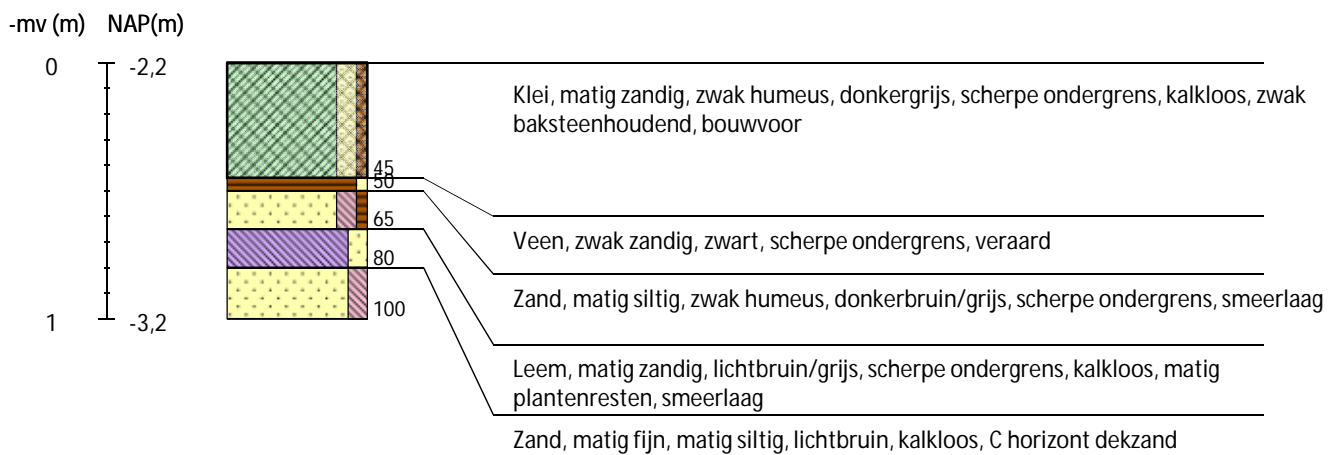 -mv (m) NAP(m)
0 -2,2
Klei, matig zandig, zwak humeus, donkergrijs, scherpe ondergrens, kalkloos, zwak
baksteenhoudend, bouwvoor
45
50
65
Veen, zwak zandig, zwart, scherpe ondergrens, veraard
80
Zand, matig siltig, zwak humeus, donkerbruin/grijs, scherpe ondergrens, smeerlaag
100
1 -3,2
Leem, matig zandig, lichtbruin/grijs, scherpe ondergrens, kalkloos, matig
plantenresten, smeerlaag
Zand, matig fijn, matig siltig, lichtbruin, kalkloos, C horizont dekzand